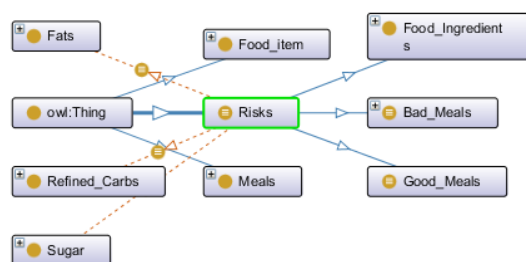 Fats
Food_item
Food_Ingredient
s
owl:Thing
Risks
Bad_Meals
Refined_Carbs
Meals
Good_Meals
Sugar